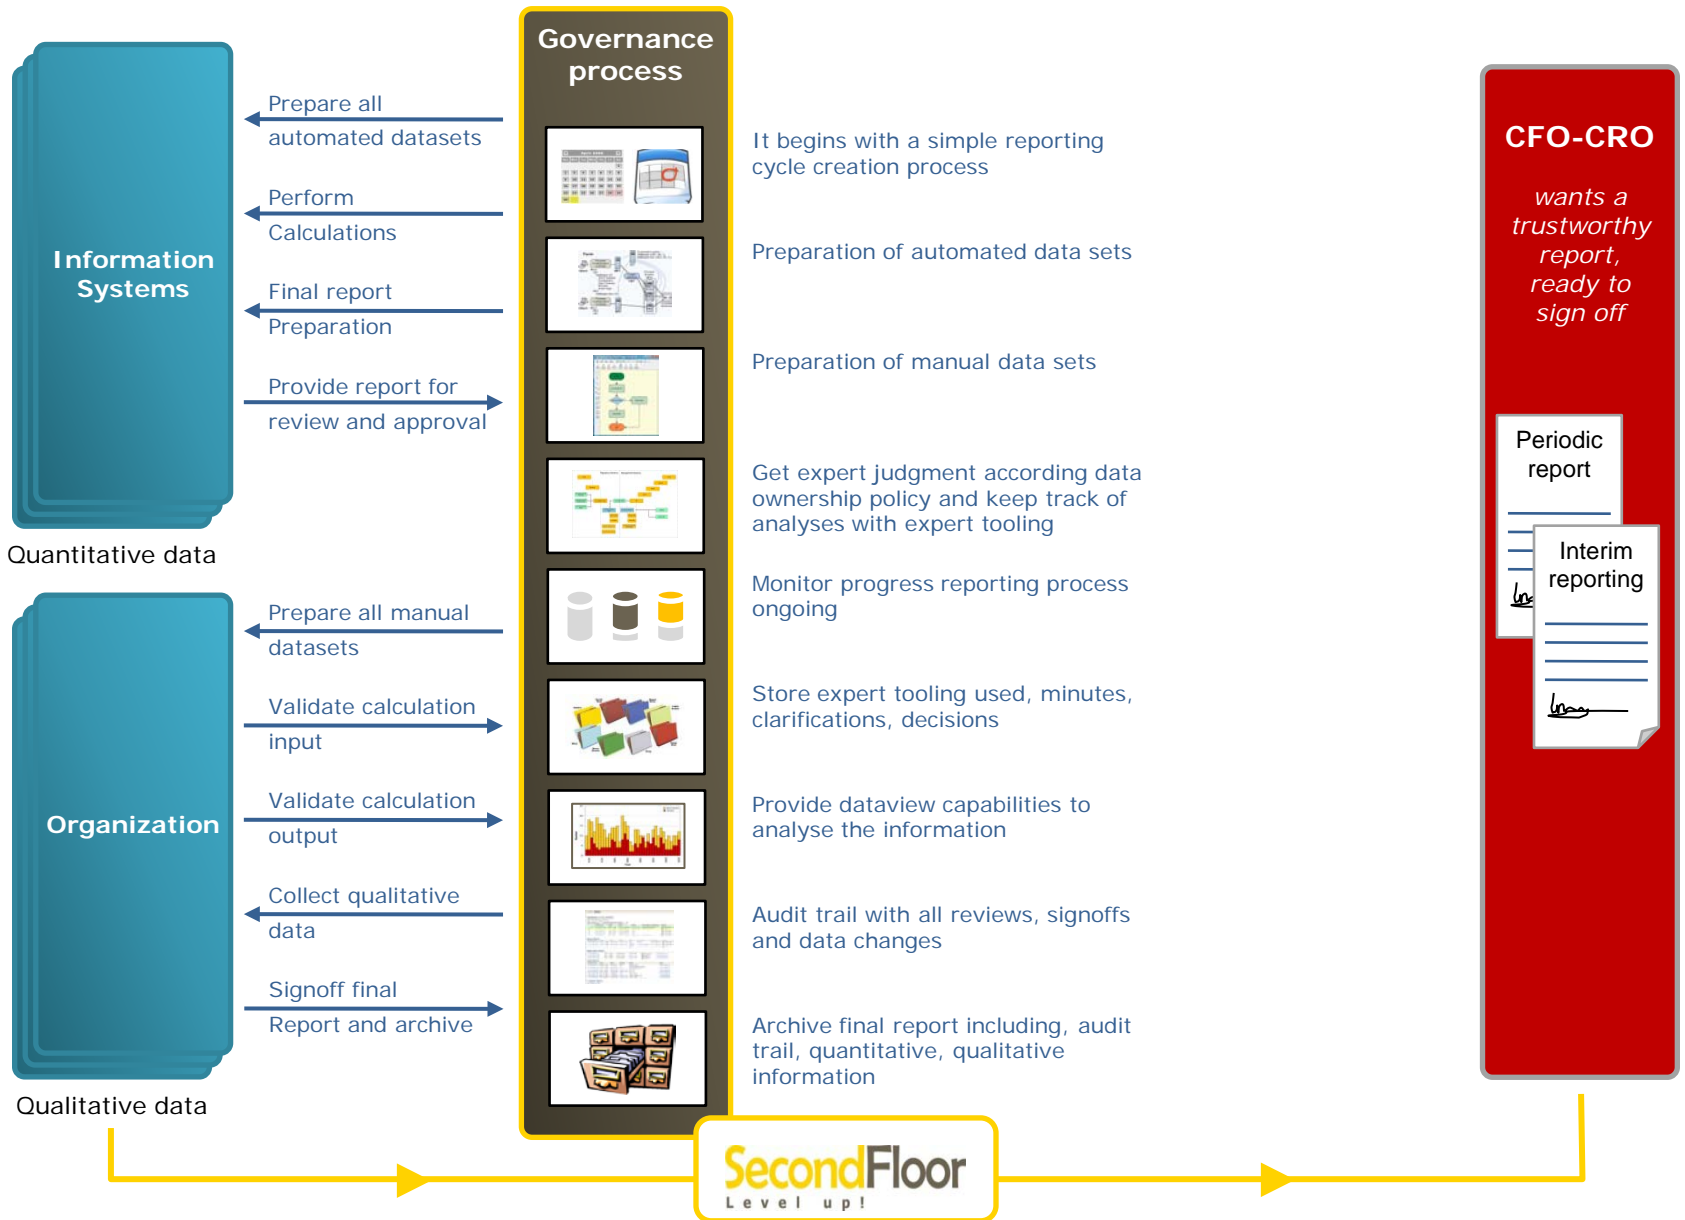 Governance
process
Information
Systems
Quantitative data
Prepare all
automated datasets
Perform
Calculations
Final report
Preparation
Provide report for
review and approval
Organization
Qualitative data
Prepare all manual
datasets
Validate calculation
input
Validate calculation
output
Collect qualitative
data
Signoff final
Report and archive
It begins with a simple reporting
cycle creation process
Preparation of automated data sets
Preparation of manual data sets
Get expert judgment according data
ownership policy and keep track of
analyses with expert tooling
Monitor progress reporting process
ongoing
Store expert tooling used, minutes,
clarifications, decisions
Provide dataview capabilities to
analyse the information
Audit trail with all reviews, signoffs
and data changes
Archive final report including, audit
trail, quantitative, qualitative
information
CFO-CRO
wants a
trustworthy
report,
ready to
sign off
Periodic
report
Interim
reporting
SecondFloor
Level up!